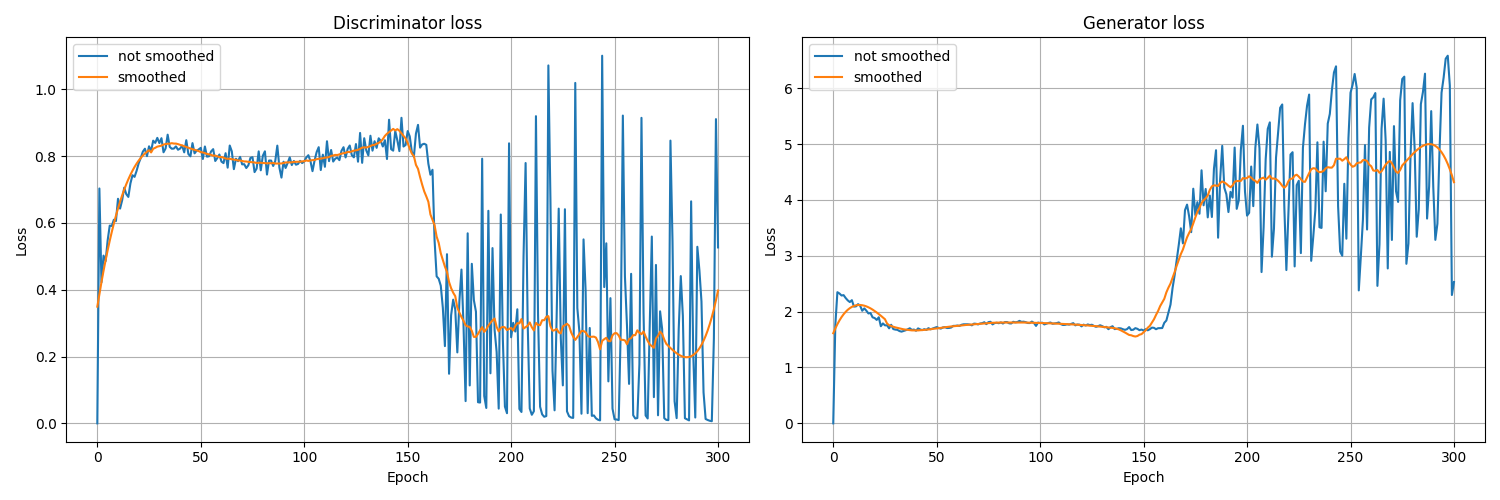 Discriminator loss
not smoothed
smoothed
1.0
0.8
0.6
0.4
0.2
0.0
Loss
0 50 100 150 200 250 300
Epoch
Generator loss
not smoothed
smoothed
6
5
4
3
2
1
0
Loss
0 50 100 150 200 250 300
Epoch